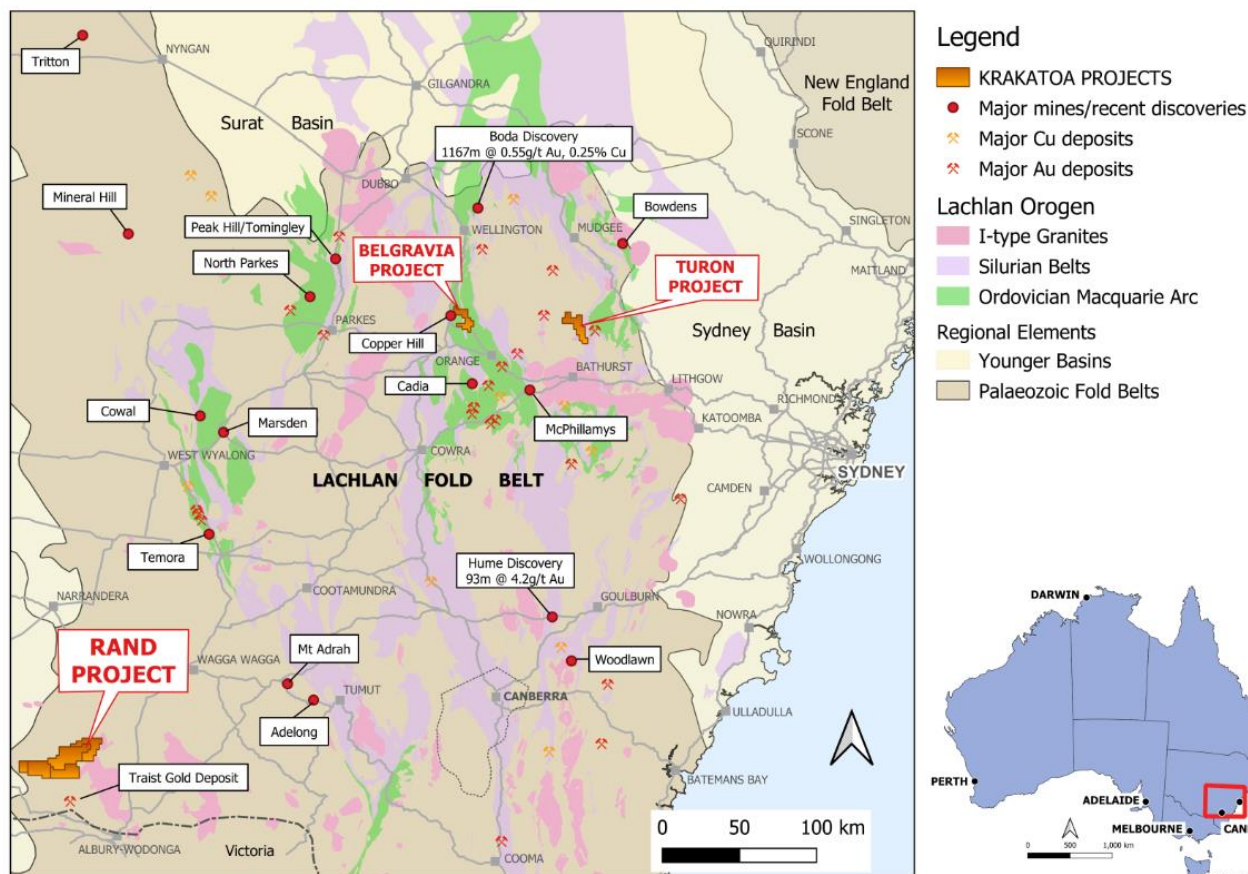 Tritton
NYNGAN
QUIRINDI
GILGANDRA
New England
Fold Belt
Surat Basin
SCONE
Boda Discovery
1167m @ 0.55g/t Au, 0.25% Cu
DUBBO
Mineral Hill
Bowdens
SINGLETON
Peak Hill/Tomingley
WELLINGTON
MUDGEE
MAITLAND
BELGRAVIA
PROJECT
North Parkes
TURON
PROJECT
PARKES
Copper Hill
Sydney Basin
ORANGE
BATHURST
Cadia
LITHGOW
RICHMOND
Cowal
Marsden
McPhillamys
KATOOMBA
COWRA
WEST WYALONG
SYDNEY
LACHLAN FOLD BELT
CAMDEN
Temora
WOLLONGONG
Hume Discovery
93m @ 4.2g/t Au
NARRANDERA
COOTAMUNDRA
GOULBURN
NOWRA
RAND
PROJECT
WAGGA WAGGA
Mt Adrah
Woodlawn
TUMUT
CANBERRA
ULLADULLA
Adelong
Traist Gold Deposit
BATEMANS BAY
0 50 100 km
ALBURY-WODONGA
Victoria
COOMA
Legend
KRAKATOA PROJECTS
Major mines/recent discoveries
Major Cu deposits
Major Au deposits
Lachlan Orogen
I-type Granites
Silurian Belts
Ordovician Macquarie Arc
Regional Elements
Younger Basins
Palaeozoic Fold Belts
DARWIN
PERTH
ADELAIDE
MELBOURNE
CAN
0 500 1,000 km